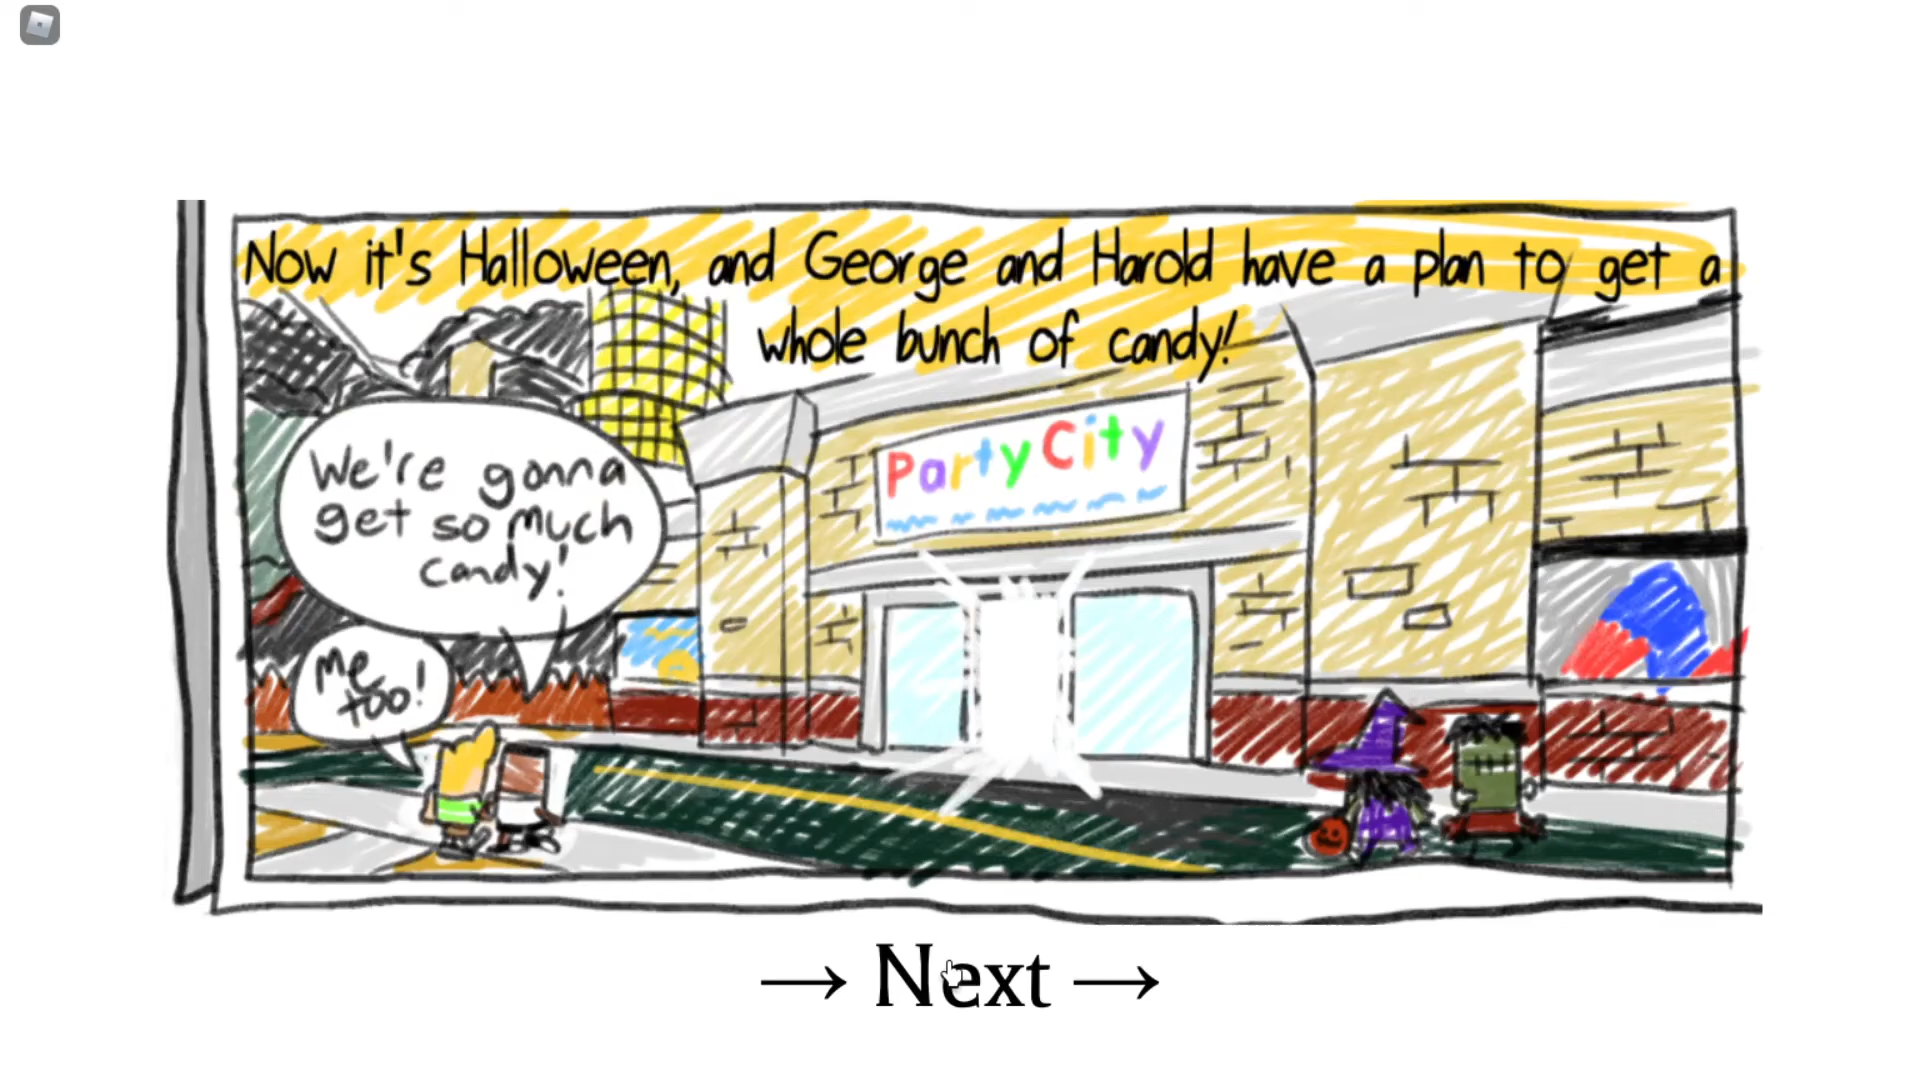 Now it's Halloween, and George and Harold have a plan to get a
whole bunch of candy!
We're gonna
get so much
candy!
Me
too!
Party City
→ Next →